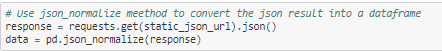 # Use json_normalize meethod to convert the json result into a dataframe
response = requests.get(static_json_url).json()
data = pd.json_normalize(response)